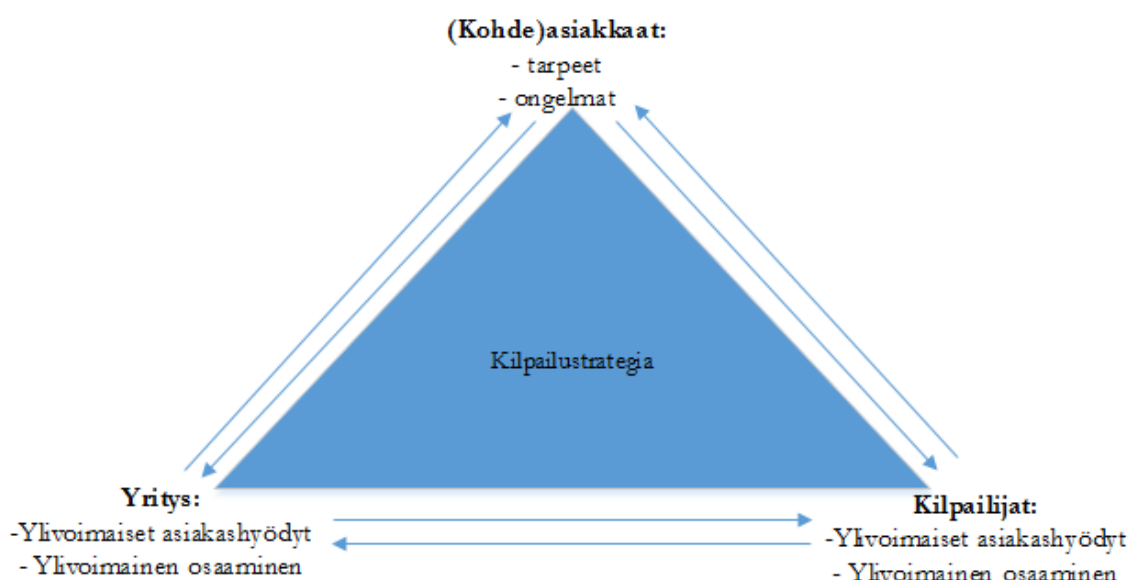 (Kohde)asiakkaat:
- tarpeet
- ongelmat
Kilpailustrategia
Yritys:
-Ylivoimaiset asiakashyödyt
- Ylivoimainen osaaminen
Kilpailijat:
-Ylivoimaiset asiakashyödyt
- Ylivoimainen osaaminen